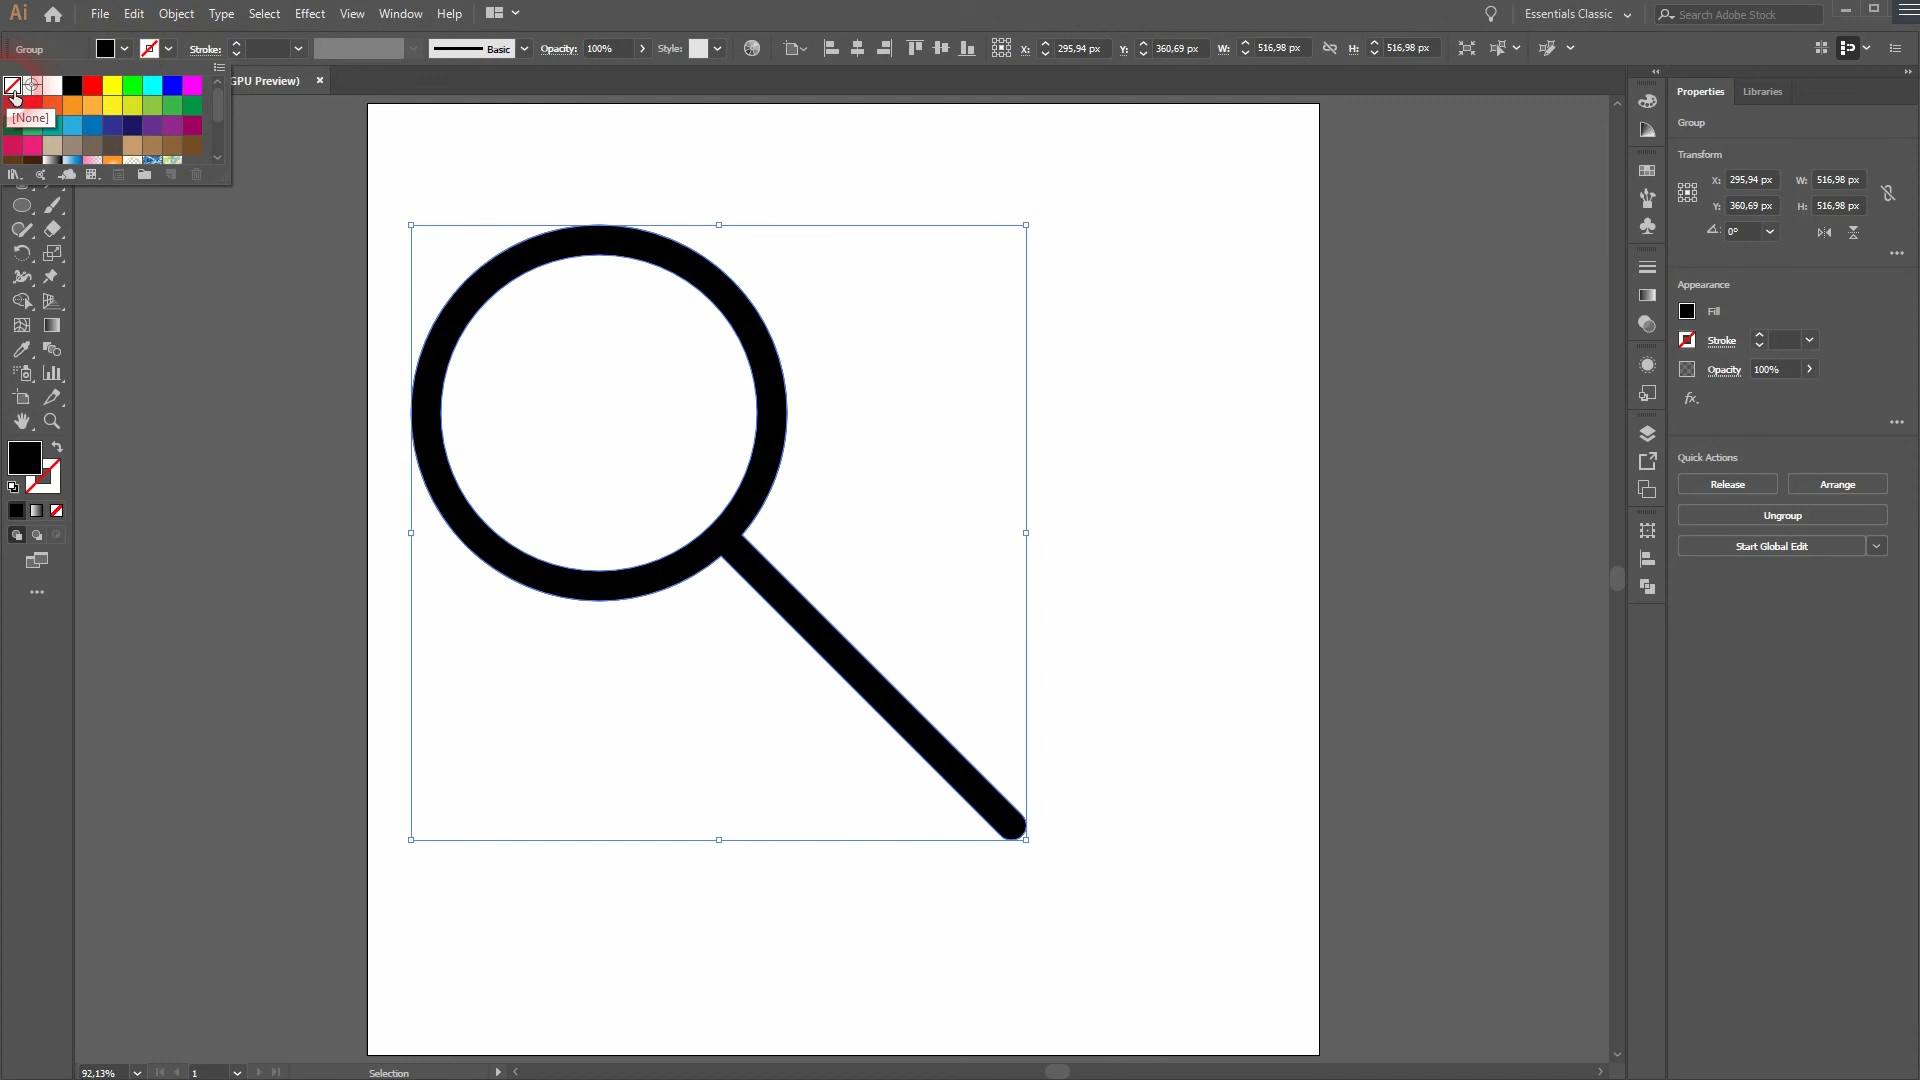 Ai File Edit Object Type Select Effect View Window Help Essentials Classic Search Adobe Stock
Group Stroke: Basic Opacity: 100% Style: X: 295,94 px Y: 360,69 px W: 516,98 px H: 516,98 px
GPU Preview) ×
[None]
Properties Libraries
Group
Transform
X: 295,94 px W: 516,98 px
Y: 360,69 px H: 516,98 px
0°
Appearance
Fill
Stroke
Opacity 100%
fx.
Quick Actions
Release Arrange
Ungroup
Start Global Edit
92,13% 1 Selection